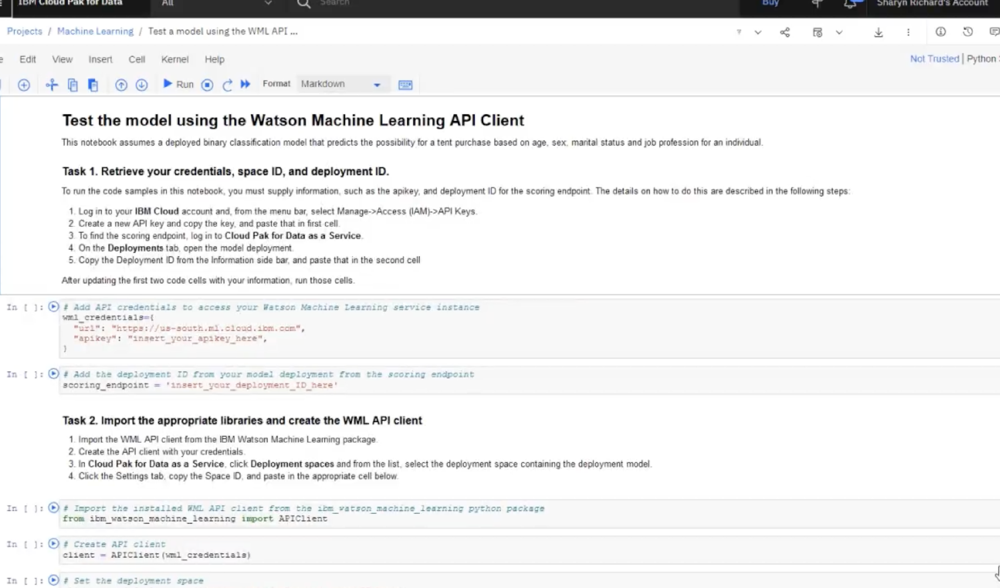 IBM Cloud Pak for Data All Search Buy Sharyn Richard's Account
Projects / Machine Learning / Test a model using the WML API ...
Edit View Insert Cell Kernel Help Not Trusted | Python
Run Format Markdown
Test the model using the Watson Machine Learning API Client
This notebook assumes a deployed binary classification model that predicts the possibility for a tent purchase based on age, sex, marital status and job profession for an individual.
Task 1. Retrieve your credentials, space ID, and deployment ID.
To run the code samples in this notebook, you must supply information, such as the apikey, and deployment ID for the scoring endpoint. The details on how to do this are described in the following steps:
1. Log in to your IBM Cloud account and, from the menu bar, select Manage->Access (IAM)->API Keys.
2. Create a new API key and copy the key, and paste that in first cell.
3. To find the scoring endpoint, log in to Cloud Pak for Data as a Service.
4. On the Deployments tab, open the model deployment.
5. Copy the Deployment ID from the Information side bar, and paste that in the second cell
After updating the first two code cells with your information, run those cells.
In [ ]: # Add API credentials to access your Watson Machine Learning service instance
wml_credentials={
"url": "https://us-south.ml.cloud.ibm.com",
"apikey": "insert_your_apikey_here",
}
In [ ]: # Add the deployment ID from your model deployment from the scoring endpoint
scoring_endpoint = 'insert_your_deployment_ID_here'
Task 2. Import the appropriate libraries and create the WML API client
1. Import the WML API client from the IBM Watson Machine Learning package.
2. Create the API client with your credentials.
3. In Cloud Pak for Data as a Service, click Deployment spaces and from the list, select the deployment space containing the deployment model.
4. Click the Settings tab, copy the Space ID, and paste in the appropriate cell below.
In [ ]: # Import the installed WML API client from the ibm_watson_machine_learning python package
from ibm_watson_machine_learning import APIClient
In [ ]: # Create API client
client = APIClient(wml_credentials)
In [ ]: # Set the deployment space